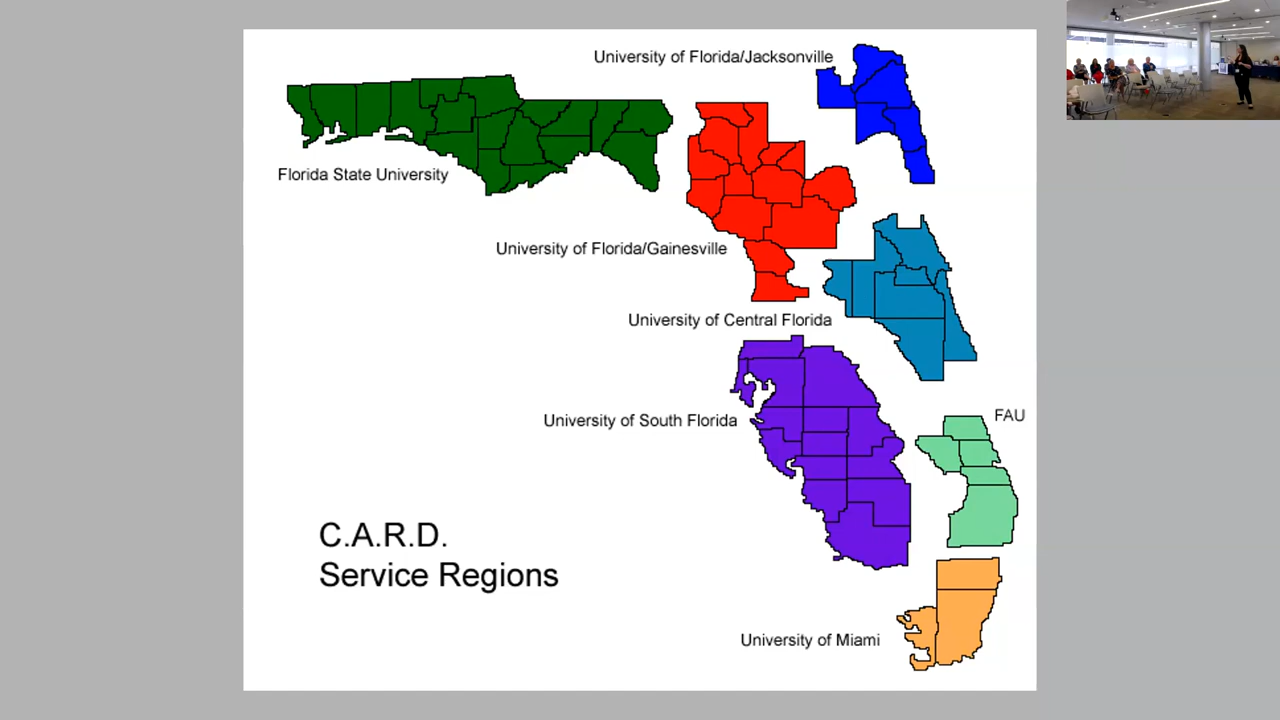 University of Florida/Jacksonville
Florida State University
University of Florida/Gainesville
University of Central Florida
FAU
University of South Florida
C.A.R.D.
Service Regions
University of Miami